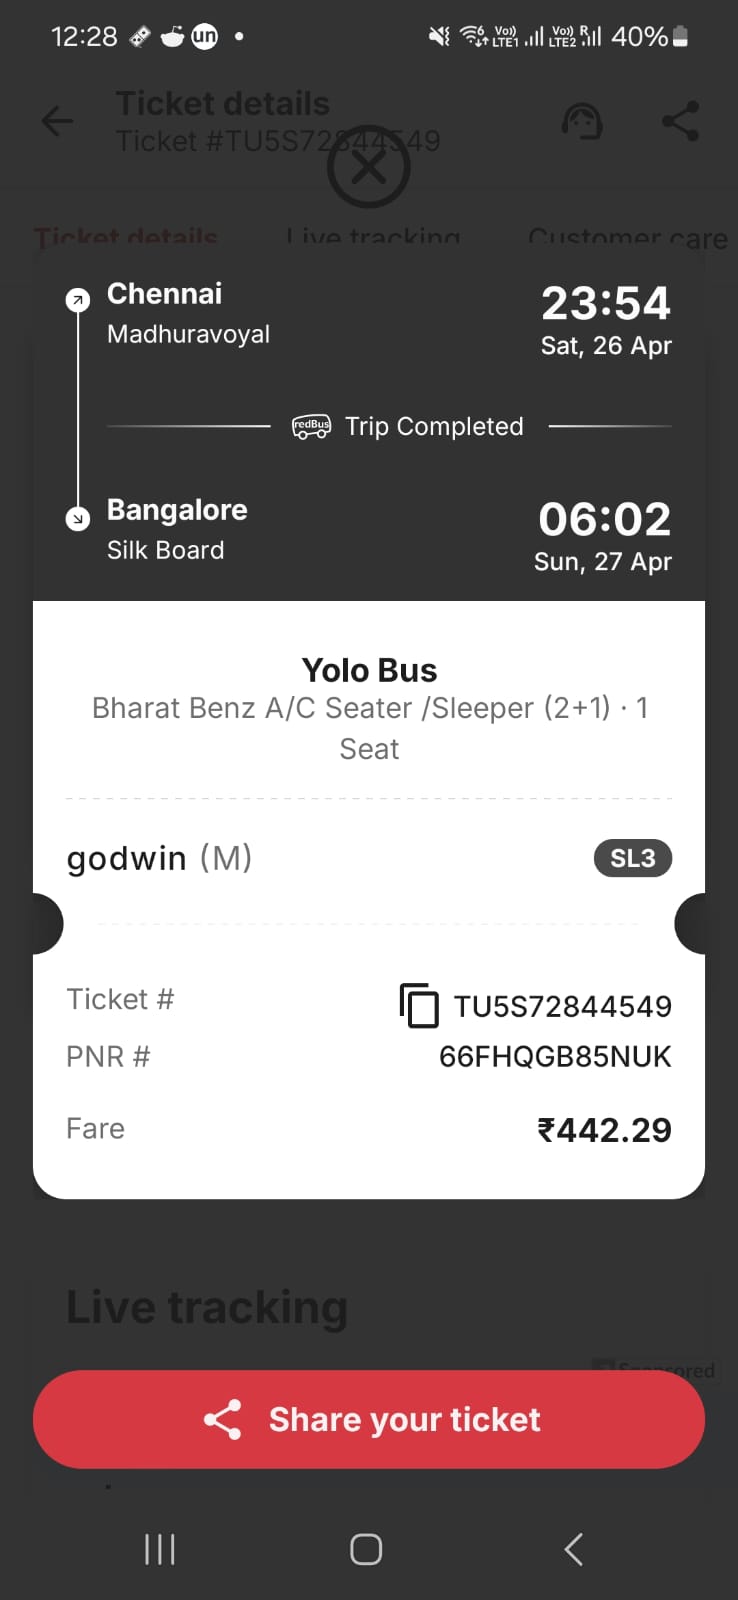 12:28 un 40%
Vo) LTE1 Vo) LTE2 R
Ticket details
Ticket #TU5S72844549
Ticket details Live tracking Customer care
Chennai 23:54
Madhuravoyal Sat, 26 Apr
redBus Trip Completed
Bangalore 06:02
Silk Board Sun, 27 Apr
Yolo Bus
Bharat Benz A/C Seater /Sleeper (2+1) · 1
Seat
godwin (M) SL3
Ticket # TU5S72844549
PNR # 66FHQGB85NUK
Fare ₹442.29
Live tracking
Sponsored
Share your ticket